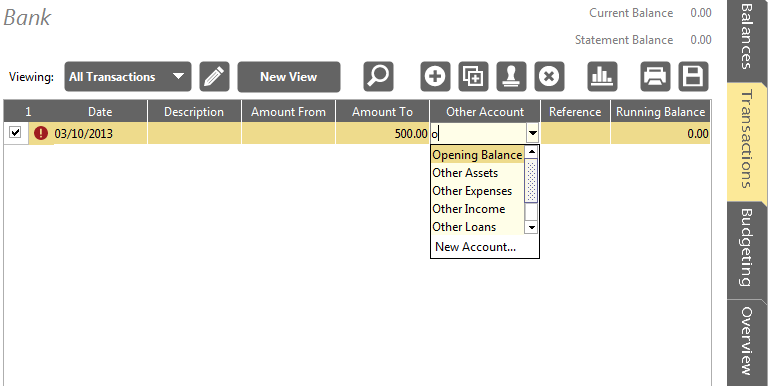 Bank
Current Balance 0.00
Statement Balance 0.00
Viewing: All Transactions New View
1 Date Description Amount From Amount To Other Account Reference Running Balance
03/10/2013 500.00 o 0.00
Opening Balance
Other Assets
Other Expenses
Other Income
Other Loans
New Account...
Balances
Transactions
Budgeting
Overview